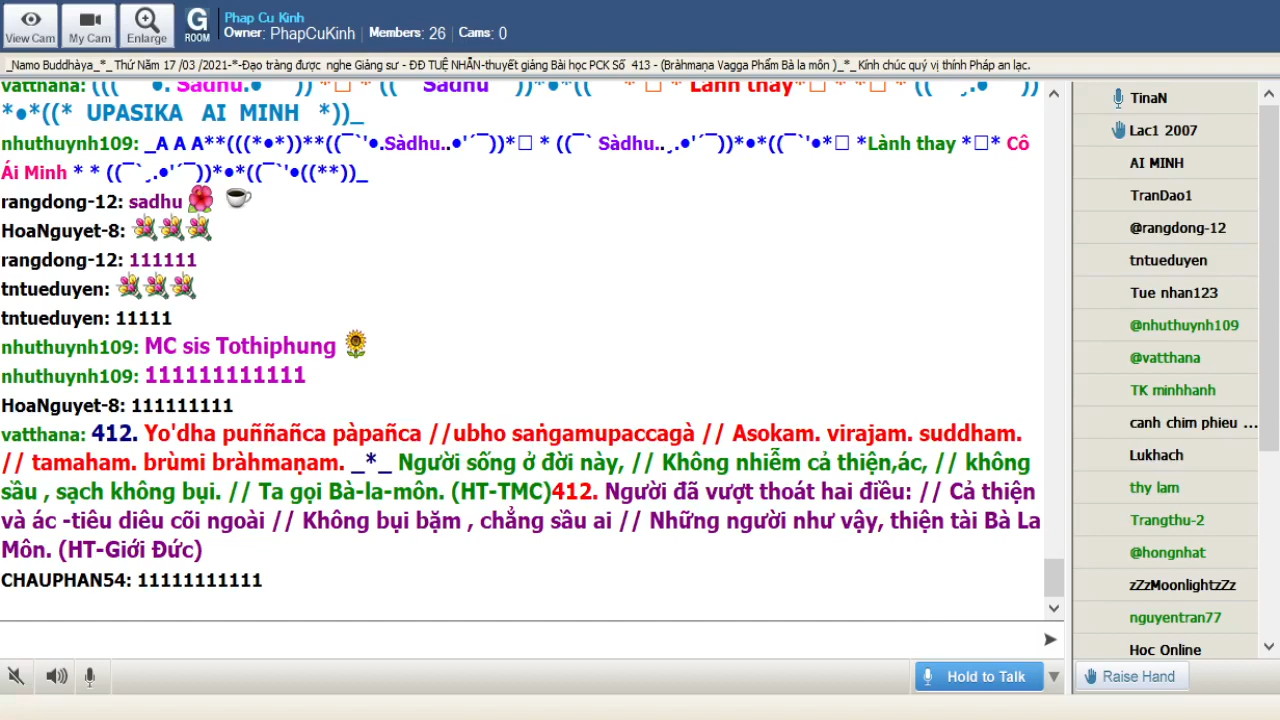 View Cam
My Cam
Enlarge
G
ROOM
Phap Cu Kinh
Owner: PhapCuKinh | Members: 26 | Cams: 0
_Namo Buddhàya_*_ Thứ Năm 17 /03 /2021-*-Đạo tràng được nghe Giảng sư - ĐĐ TUỆ NHẪN-thuyết giảng Bài học PCK Số 413 - (Bràhmaṇa Vagga Phẩm Bà la môn )_*_ Kính chúc quý vị thính Pháp an lạc.
vatthana: Sàdhu. Sàdhu Lành thay
*●*((* UPASIKA AI MINH *))_
nhuthuynh109: _A A A**(((*●*))**((¯`'●.Sàdhu..●'´¯))*□ * ((¯` Sàdhu..¸.●'´¯))*●*((¯`'●*□ *Lành thay *□* Cô
Ái Minh * * ((¯`¸.●'´¯))*●*((¯`'●((**))_
rangdong-12: sadhu
HoaNguyet-8:
rangdong-12: 111111
tntueduyen:
tntueduyen: 11111
nhuthuynh109: MC sis Tothiphung
nhuthuynh109: 111111111111
HoaNguyet-8: 111111111
vatthana: 412. Yo'dha puññañca pàpañca //ubho saṅgamupaccagà // Asokam. virajam. suddham.
// tamaham. brùmi bràhmaṇam. _*_ Người sống ở đời này, // Không nhiễm cả thiện,ác, // không
sầu , sạch không bụi. // Ta gọi Bà-la-môn. (HT-TMC)412. Người đã vượt thoát hai điều: // Cả thiện
và ác -tiêu diêu cõi ngoài // Không bụi bặm , chẳng sầu ai // Những người như vậy, thiện tài Bà La
Môn. (HT-Giới Đức)
CHAUPHAN54: 11111111111
Hold to Talk
TinaN
Lac1 2007
AI MINH
TranDao1
@rangdong-12
tntueduyen
Tue nhan123
@nhuthuynh109
@vatthana
TK minhhanh
canh chim phieu ...
Lukhach
thy lam
Trangthu-2
@hongnhat
zZzMoonlightzZz
nguyentran77
Hoc Online
Raise Hand